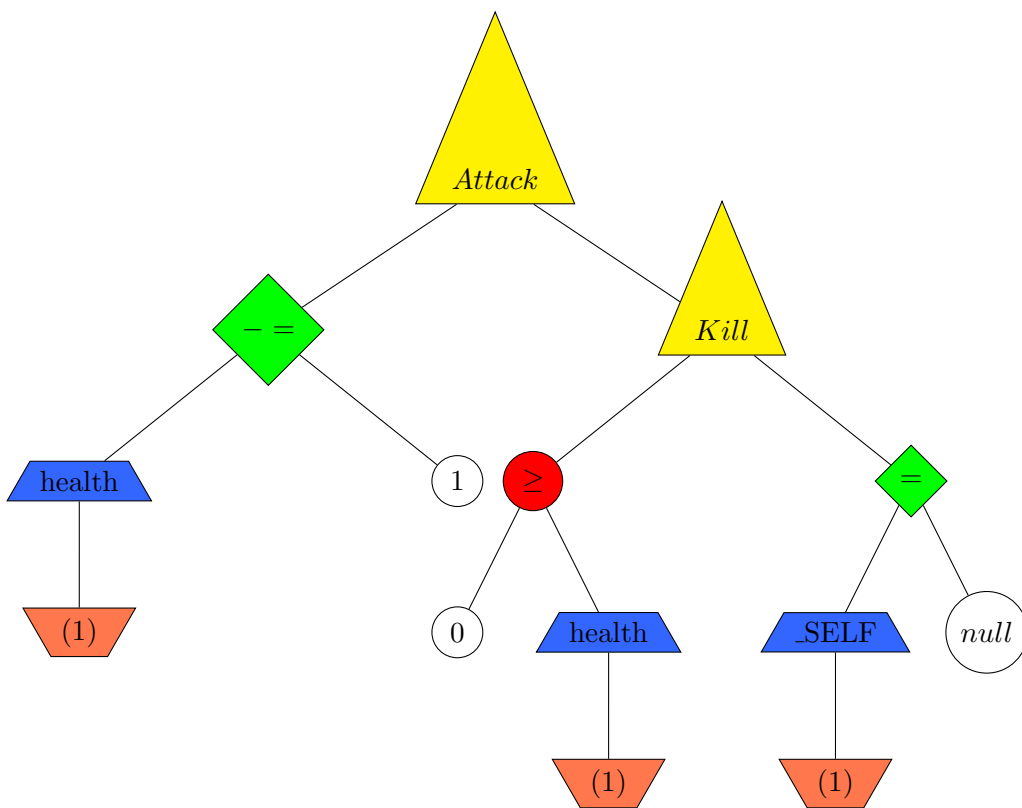 Attack
− =
Kill
health
1
≥
=
(1)
0
health
_SELF
null
(1)
(1)